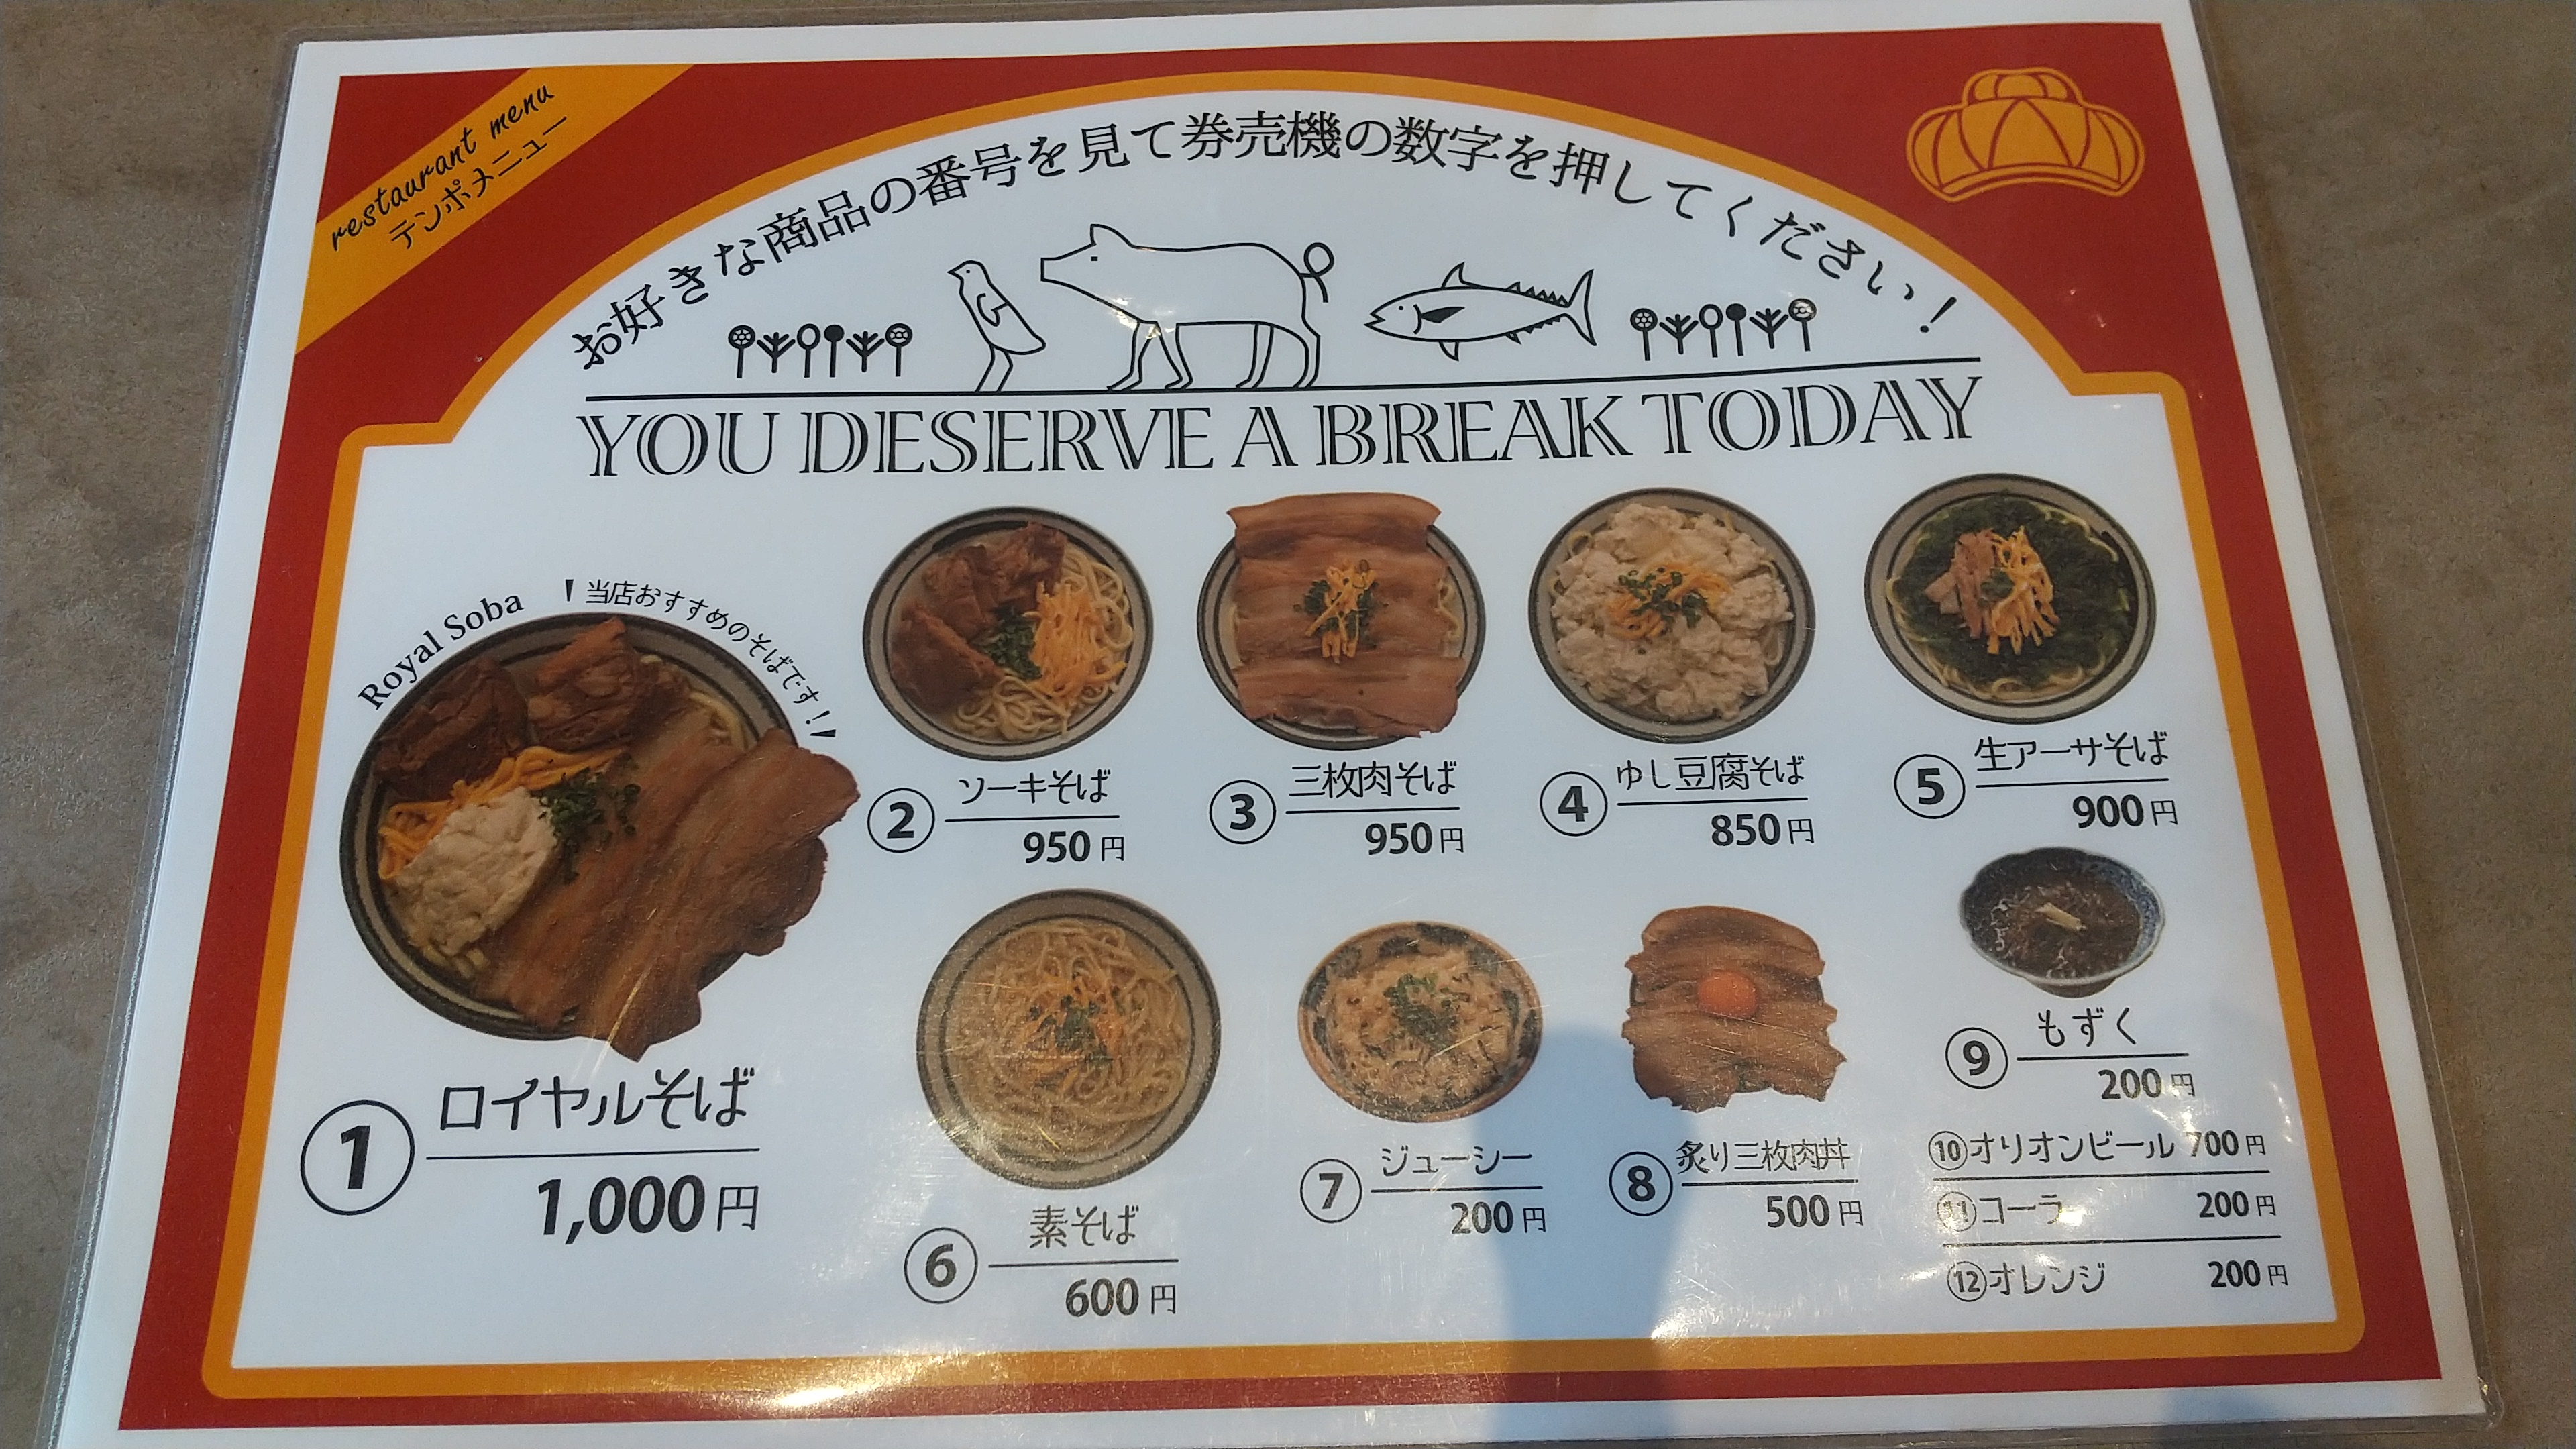 restaurant menu
テンポメニュー
お好きな商品の番号を見て券売機の数字を押してください!
YOU DESERVE A BREAK TODAY
Royal Soba
当店おすすめのそばです!!
① ロイヤルそば
1,000円
② ソーキそば
950円
③ 三枚肉そば
950円
④ ゆし豆腐そば
850円
⑤ 生アーサそば
900円
⑥ 素そば
600円
⑦ ジューシー
200円
⑧ 炙り三枚肉丼
500円
⑨ もずく
200円
⑩オリオンビール 700円
⑪コーラ 200円
⑫オレンジ 200円